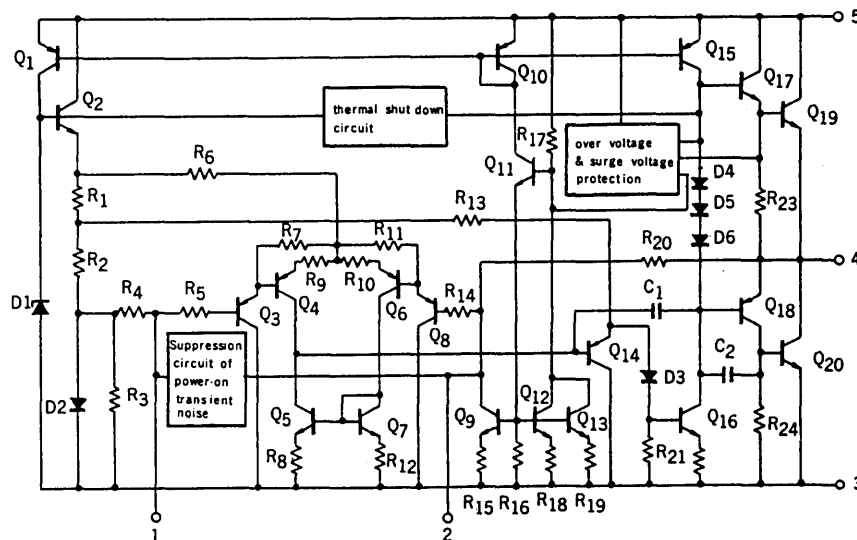 5
Q1
Q10
Q15
Q17
Q2
thermal shut down
circuit
R17
Q19
R6
Q11
over voltage
& surge voltage
protection
D4
R1
R13
D5
R23
R7
R11
D6
R2
R20
4
R9
R10
R4
R5
R14
C1
D1
Q3
Q4
Q6
Q8
Q18
Suppression
circuit of
power-on
transient
noise
Q14
C2
Q20
D2
R3
D3
Q5
Q7
Q9
Q12
Q13
Q16
R8
R12
R21
R24
R15
R16
R18
R19
3
1
2